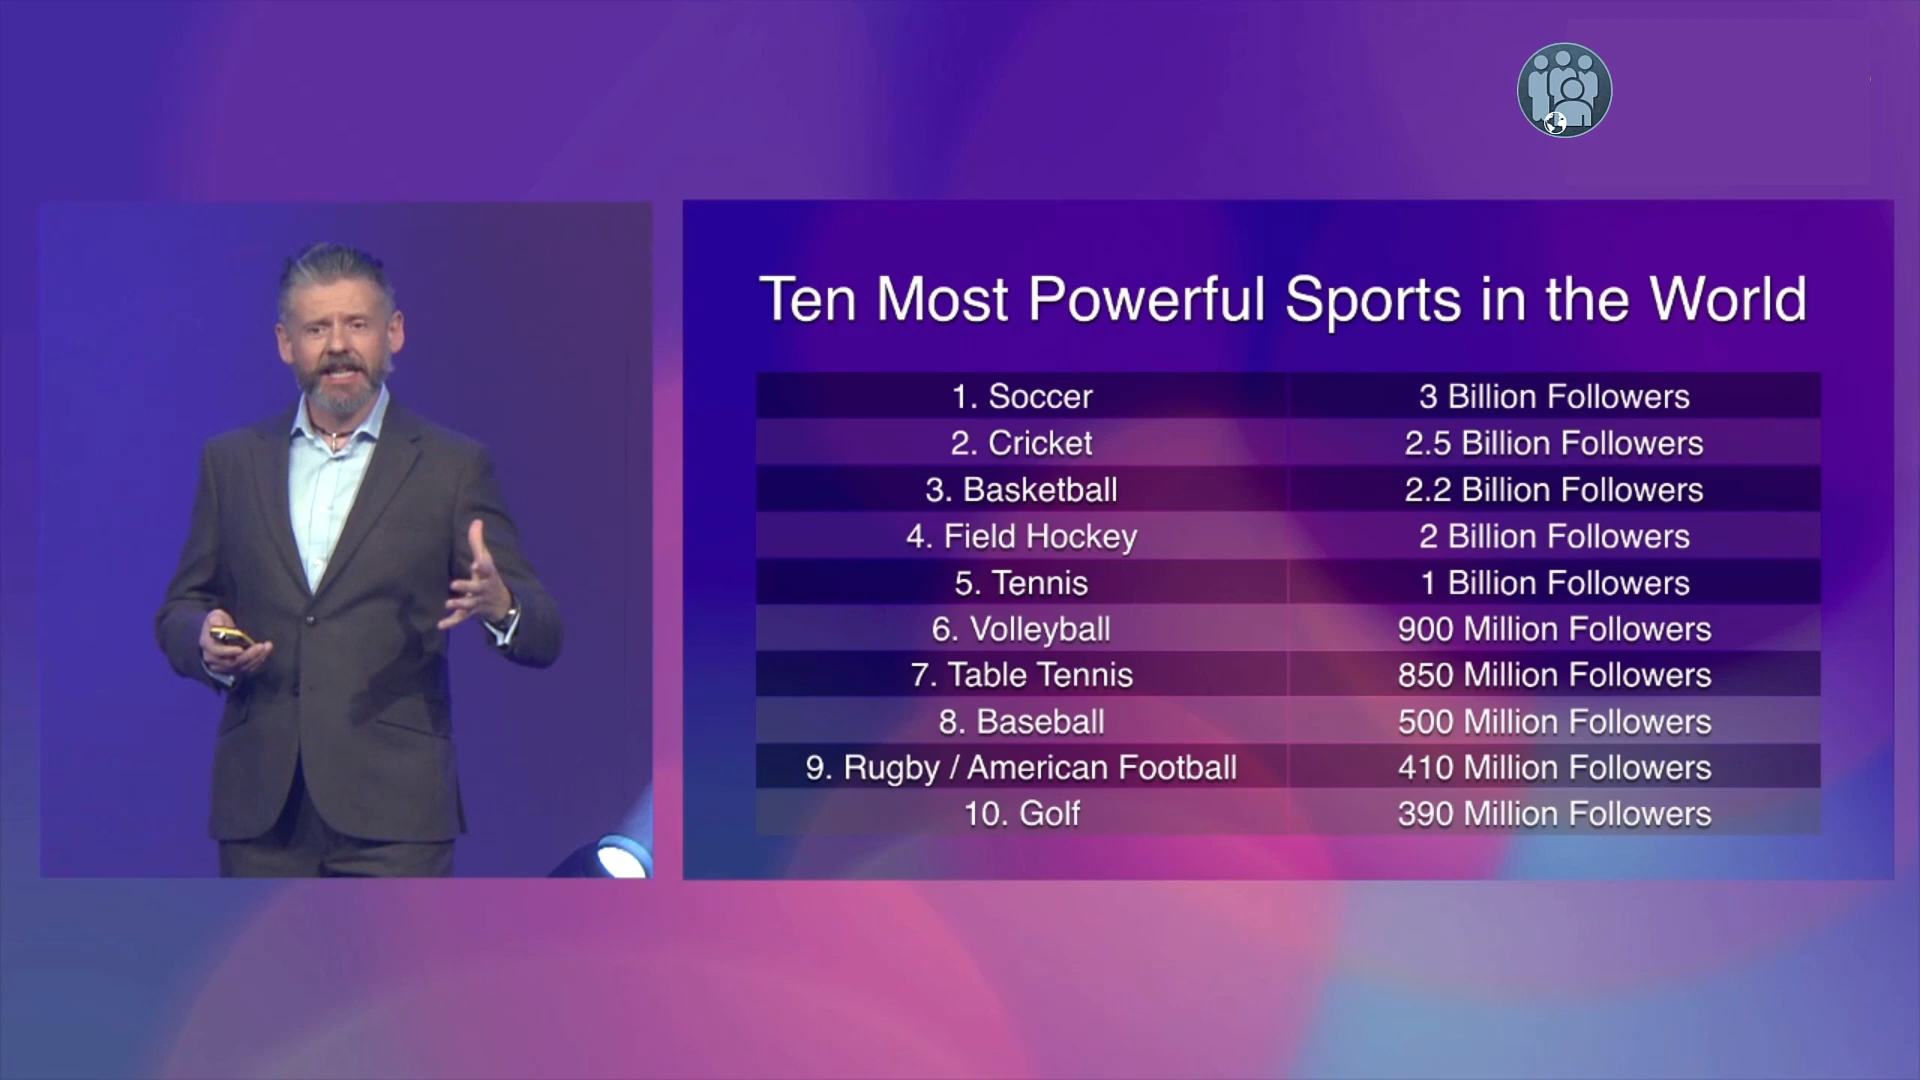 Ten Most Powerful Sports in the World
1. Soccer 3 Billion Followers
2. Cricket 2.5 Billion Followers
3. Basketball 2.2 Billion Followers
4. Field Hockey 2 Billion Followers
5. Tennis 1 Billion Followers
6. Volleyball 900 Million Followers
7. Table Tennis 850 Million Followers
8. Baseball 500 Million Followers
9. Rugby / American Football 410 Million Followers
10. Golf 390 Million Followers